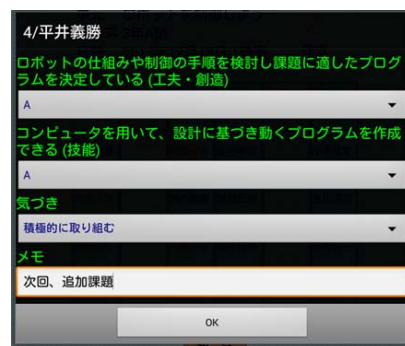 4/平井義勝
ロボットの仕組みや制御の手順を検討し課題に適したプログ
ラムを決定している (工夫・創造)
A
コンピュータを用いて、設計に基づき動くプログラムを作成
できる (技能)
A
気づき
積極的に取り組む
メモ
次回、追加課題
OK